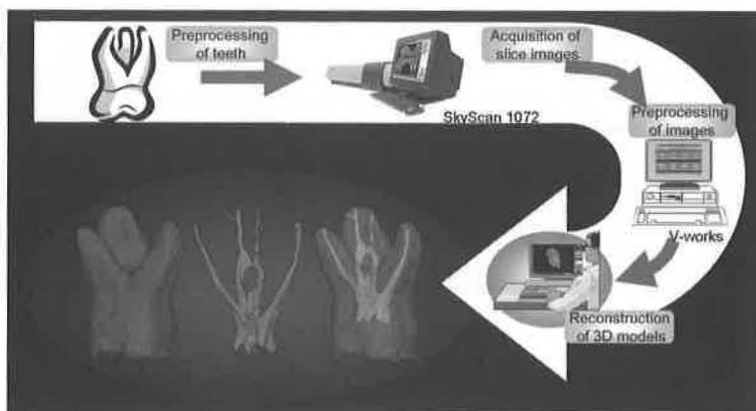 Preprocessing
of teeth
SkyScan 1072
Acquisition of
slice images
Preprocessing
of images
V-works
Reconstruction
of 3D models